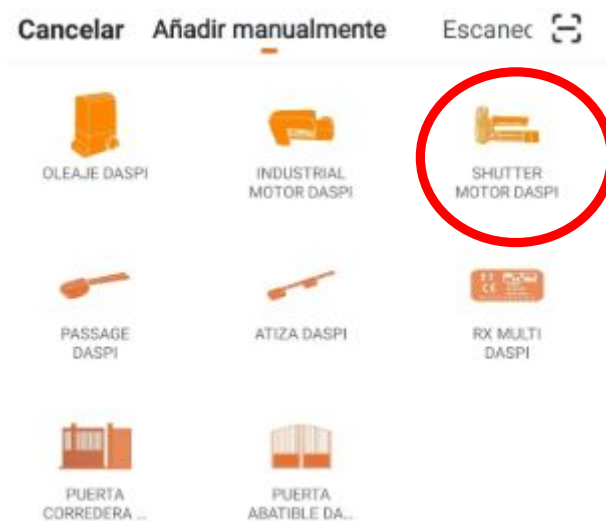 Cancelar Añadir manualmente Escanec
OLEAJE DASPI
INDUSTRIAL
MOTOR DASPI
SHUTTER
MOTOR DASPI
PASSAGE
DASPI
ATIZA DASPI
RX MULTI
DASPI
PUERTA
CORREDERA ...
PUERTA
ABATIBLE DA...